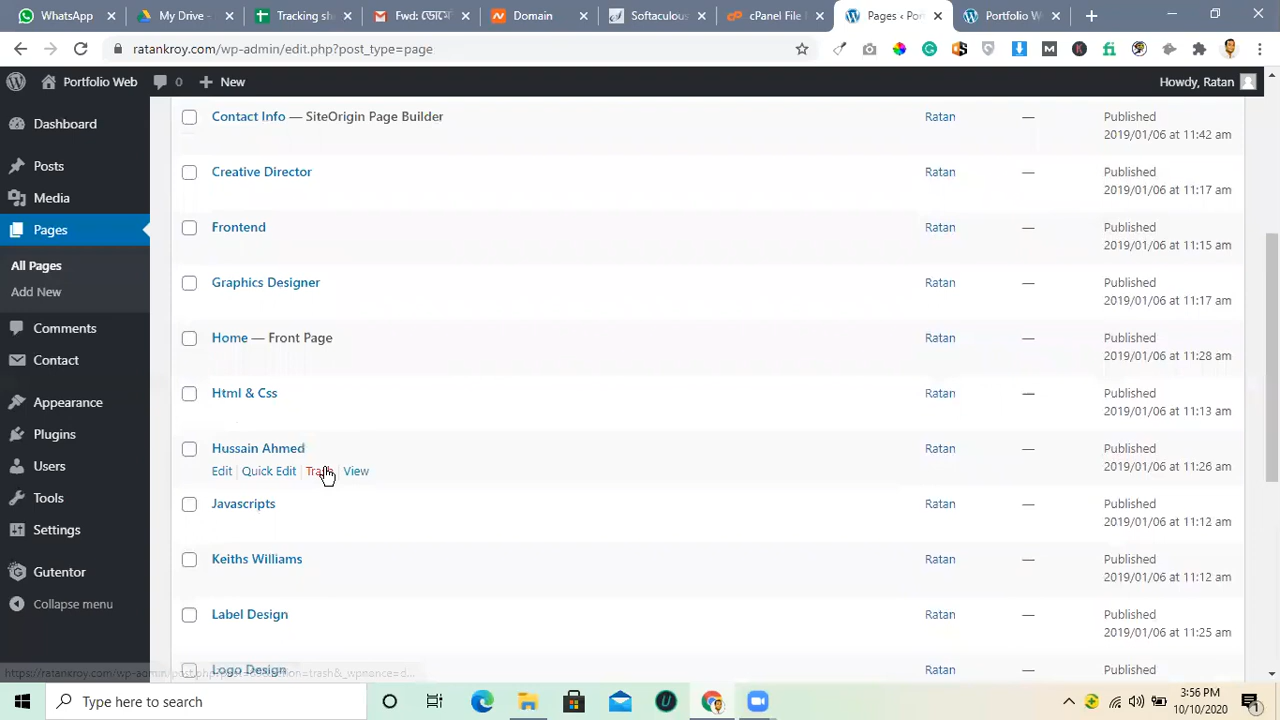 WhatsApp
My Drive -
Tracking sh
Fwd:
Domain
Softaculous
cPanel File
Pages ‹ Por
Portfolio W
ratankroy.com/wp-admin/edit.php?post_type=page
Portfolio Web
0
New
Howdy, Ratan
Dashboard
Posts
Media
Pages
All Pages
Add New
Comments
Contact
Appearance
Plugins
Users
Tools
Settings
Gutentor
Collapse menu
Contact Info — SiteOrigin Page Builder Ratan — Published
2019/01/06 at 11:42 am
Creative Director Ratan — Published
2019/01/06 at 11:17 am
Frontend Ratan — Published
2019/01/06 at 11:15 am
Graphics Designer Ratan — Published
2019/01/06 at 11:17 am
Home — Front Page Ratan — Published
2019/01/06 at 11:28 am
Html & Css Ratan — Published
2019/01/06 at 11:13 am
Hussain Ahmed Ratan — Published
Edit | Quick Edit | Trash | View 2019/01/06 at 11:26 am
Javascripts Ratan — Published
2019/01/06 at 11:12 am
Keiths Williams Ratan — Published
2019/01/06 at 11:12 am
Label Design Ratan — Published
2019/01/06 at 11:25 am
Logo Design Ratan — Published
Type here to search
3:56 PM
10/10/2020